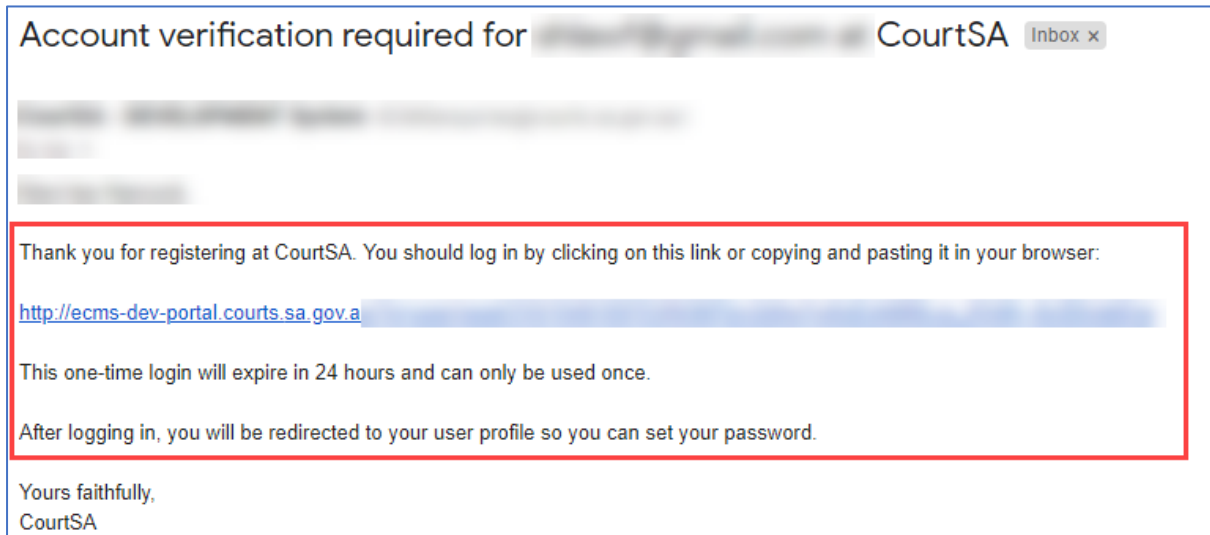 Account verification required for CourtSA Inbox ×
Thank you for registering at CourtSA. You should log in by clicking on this link or copying and pasting it in your browser:
http://ecms-dev-portal.courts.sa.gov.a
This one-time login will expire in 24 hours and can only be used once.
After logging in, you will be redirected to your user profile so you can set your password.
Yours faithfully,
CourtSA